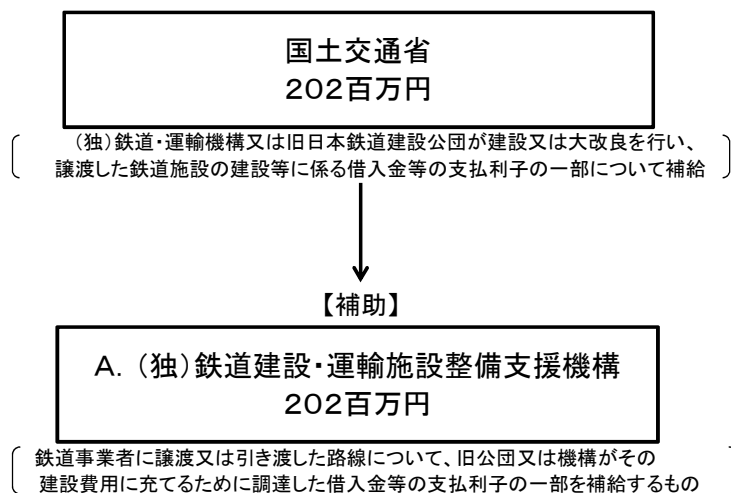 国土交通省
202百万円
（独）鉄道・運輸機構又は旧日本鉄道建設公団が建設又は大改良を行い、
譲渡した鉄道施設の建設等に係る借入金等の支払利子の一部について補給
【補助】
A.（独）鉄道建設・運輸施設整備支援機構
202百万円
鉄道事業者に譲渡又は引き渡した路線について、旧公団又は機構がその
建設費用に充てるために調達した借入金等の支払利子の一部を補給するもの